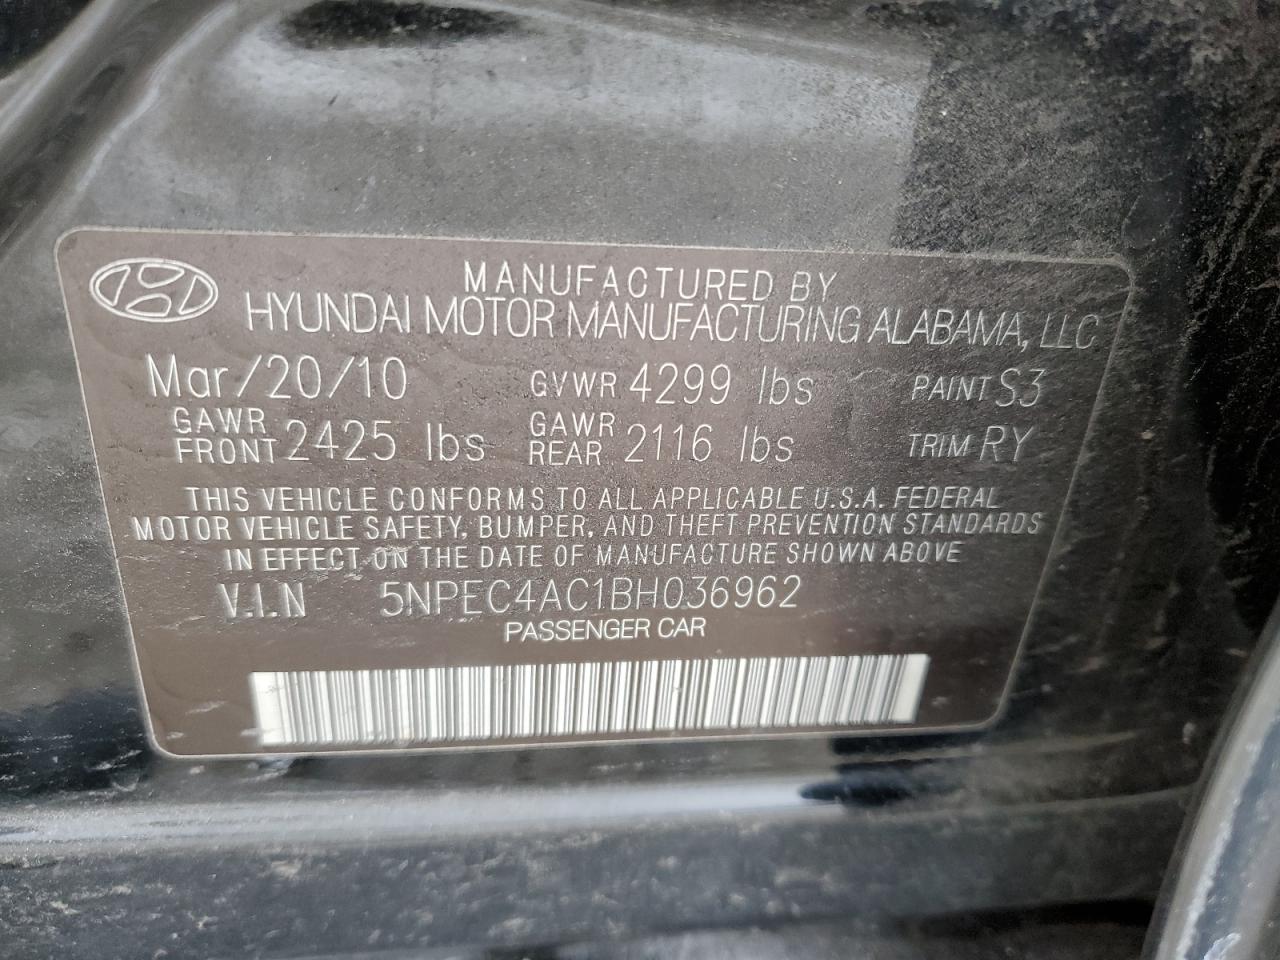 MANUFACTURED BY
HYUNDAI MOTOR MANUFACTURING ALABAMA, LLC
Mar/20/10 GVWR 4299 lbs PAINT S3
GAWR FRONT 2425 lbs GAWR REAR 2116 lbs TRIM RY
THIS VEHICLE CONFORMS TO ALL APPLICABLE U.S.A. FEDERAL
MOTOR VEHICLE SAFETY, BUMPER, AND THEFT PREVENTION STANDARDS
IN EFFECT ON THE DATE OF MANUFACTURE SHOWN ABOVE
V.I.N 5NPEC4AC1BH036962
PASSENGER CAR